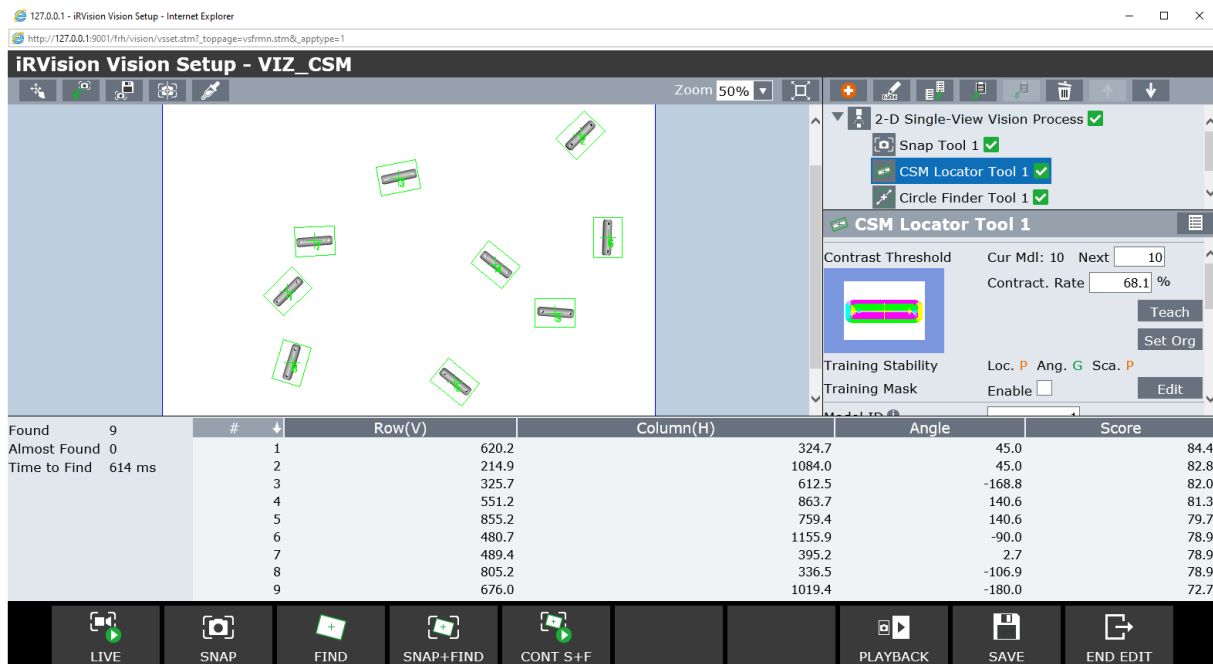 127.0.0.1 - iRVision Vision Setup - Internet Explorer
http://127.0.0.1:9001/frh/vision/vsset.stm?_toppage=vsfrmn.stm&_apptype=1
iRVision Vision Setup - VIZ_CSM
Zoom 50%
2-D Single-View Vision Process
Snap Tool 1
CSM Locator Tool 1
Circle Finder Tool 1
CSM Locator Tool 1
Contrast Threshold Cur Mdl: 10 Next 10
Contract. Rate 68.1 %
Teach
Set Org
Training Stability Loc. P Ang. G Sca. P
Training Mask Enable Edit
Model ID 1
Found 9
Almost Found 0
Time to Find 614 ms
# Row(V) Column(H) Angle Score
1 620.2 324.7 45.0 84.4
2 214.9 1084.0 45.0 82.8
3 325.7 612.5 -168.8 82.0
4 551.2 863.7 140.6 81.3
5 855.2 759.4 140.6 79.7
6 480.7 1155.9 -90.0 78.9
7 489.4 395.2 2.7 78.9
8 805.2 336.5 -106.9 78.9
9 676.0 1019.4 -180.0 72.7
LIVE SNAP FIND SNAP+FIND CONT S+F PLAYBACK SAVE END EDIT